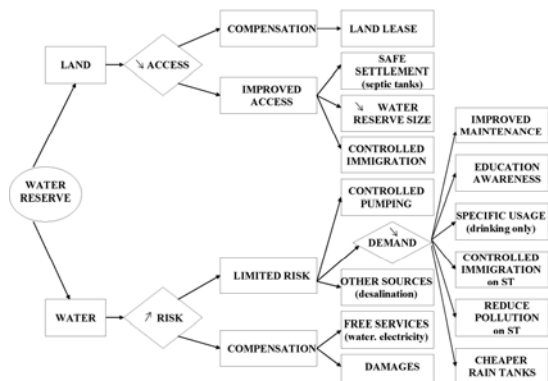 COMPENSATION
LAND LEASE
LAND
↘ ACCESS
SAFE
SETTLEMENT
(septic tanks)
IMPROVED
ACCESS
↘ WATER
RESERVE SIZE
CONTROLLED
IMMIGRATION
IMPROVED
MAINTENANCE
EDUCATION
AWARENESS
WATER
RESERVE
CONTROLLED
PUMPING
SPECIFIC USAGE
(drinking only)
↘
DEMAND
LIMITED RISK
CONTROLLED
IMMIGRATION
on ST
OTHER SOURCES
(desalination)
WATER
↗ RISK
REDUCE
POLLUTION
on ST
FREE SERVICES
(water. electricity)
COMPENSATION
DAMAGES
CHEAPER
RAIN TANKS